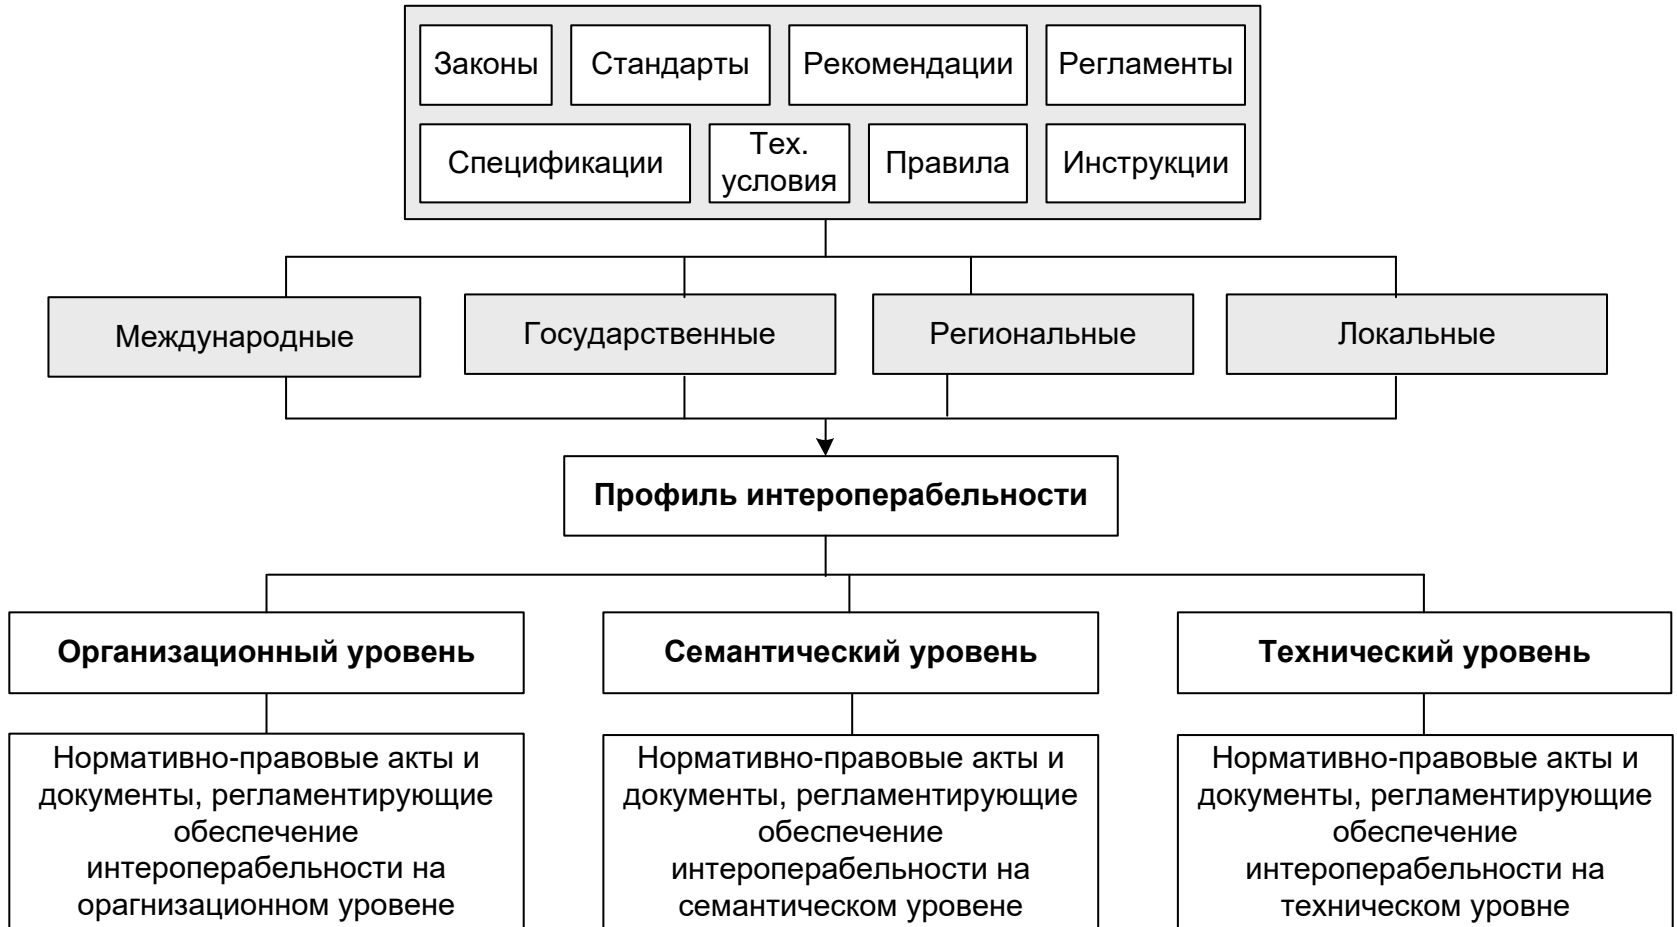 Законы
Стандарты
Рекомендации
Регламенты
Спецификации
Тех.
условия
Правила
Инструкции
Международные
Государственные
Региональные
Локальные
Профиль интероперабельности
Организационный уровень
Семантический уровень
Технический уровень
Нормативно-правовые акты и
документы, регламентирующие
обеспечение
интероперабельности на
орагнизационном уровене
Нормативно-правовые акты и
документы, регламентирующие
обеспечение
интероперабельности на
семантическом уровене
Нормативно-правовые акты и
документы, регламентирующие
обеспечение
интероперабельности на
техническом уровне